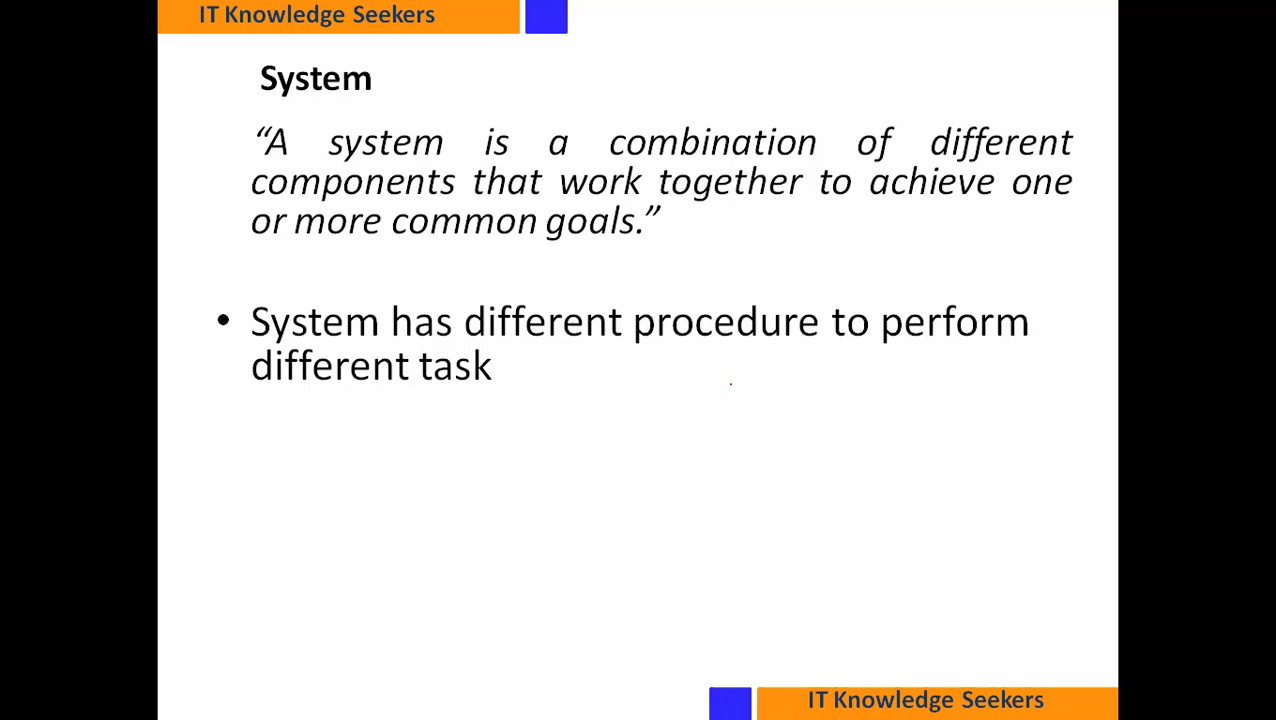 IT Knowledge Seekers
System
“A system is a combination of different
components that work together to achieve one
or more common goals.”
• System has different procedure to perform
different task
IT Knowledge Seekers